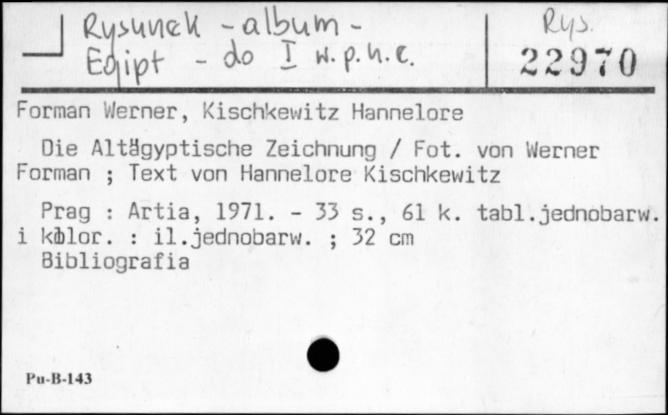 Rysunek - album -
Egipt - do I w. p. n. e.
Rys.
22970
Forman Werner, Kischkewitz Hannelore
Die Altägyptische Zeichnung / Fot. von Werner
Forman ; Text von Hannelore Kischkewitz
Prag : Artia, 1971. - 33 s., 61 k. tabl.jednobarw.
i kolor. : il.jednobarw. ; 32 cm
Bibliografia
Pu-B-143